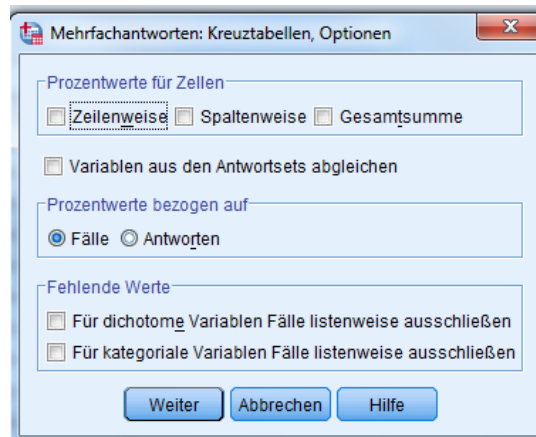 Mehrfachantworten: Kreuztabellen, Optionen
Prozentwerte für Zellen
Zeilenweise Spaltenweise Gesamtsumme
Variablen aus den Antwortsets abgleichen
Prozentwerte bezogen auf
Fälle Antworten
Fehlende Werte
Für dichotome Variablen Fälle listenweise ausschließen
Für kategoriale Variablen Fälle listenweise ausschließen
Weiter Abbrechen Hilfe